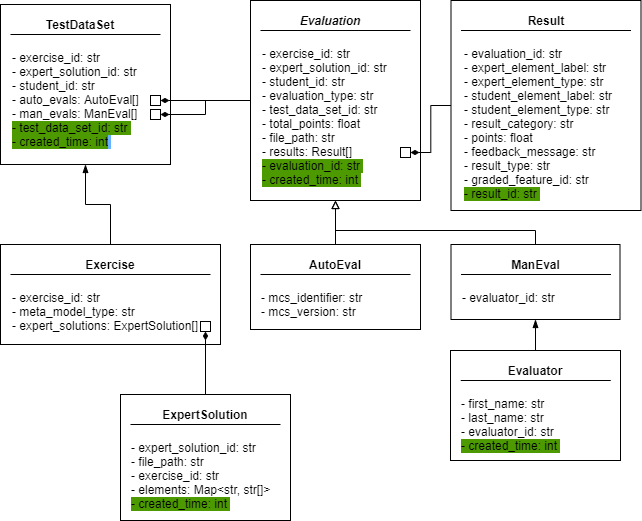 TestDataSet
- exercise_id: str
- expert_solution_id: str
- student_id: str
- auto_evals: AutoEval[]
- man_evals: ManEval[]
- test_data_set_id: str
- created_time: int
Evaluation
- exercise_id: str
- expert_solution_id: str
- student_id: str
- evaluation_type: str
- test_data_set_id: str
- total_points: float
- file_path: str
- results: Result[]
- evaluation_id: str
- created_time: int
Result
- evaluation_id: str
- expert_element_label: str
- expert_element_type: str
- student_element_label: str
- student_element_type: str
- result_category: str
- points: float
- feedback_message: str
- result_type: str
- graded_feature_id: str
- result_id: str
Exercise
- exercise_id: str
- meta_model_type: str
- expert_solutions: ExpertSolution[]
AutoEval
- mcs_identifier: str
- mcs_version: str
ManEval
- evaluator_id: str
ExpertSolution
- expert_solution_id: str
- file_path: str
- exercise_id: str
- elements: Map<str, str[]>
- created_time: int
Evaluator
- first_name: str
- last_name: str
- evaluator_id: str
- created_time: int